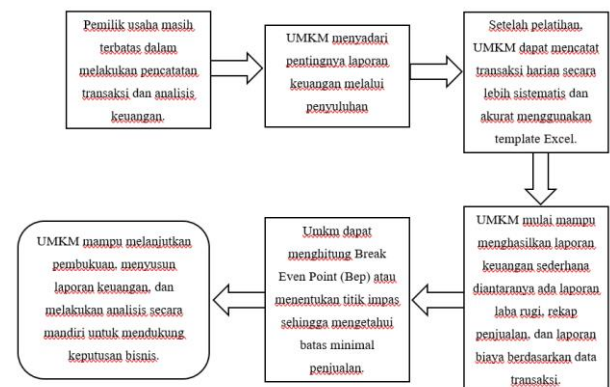 Pemilik usaha masih
terbatas dalam
melakukan pencatatan
transaksi dan analisis
keuangan.
UMKM menyadari
pentingnya laporan
keuangan melalui
penyuluhan
Setelah pelatihan,
UMKM dapat mencatat
transaksi harian secara
lebih sistematis dan
akurat menggunakan
template Excel.
UMKM mulai mampu
menghasilkan laporan
keuangan sederhana
diantaranya ada laporan
laba rugi, rekap
penjualan, dan laporan
biaya berdasarkan data
transaksi.
Umkm dapat
menghitung Break
Even Point (Bep) atau
menentukan titik impas
sehingga mengetahui
batas minimal
penjualan.
UMKM mampu melanjutkan
pembukuan, menyusun
laporan keuangan, dan
melakukan analisis secara
mandiri untuk mendukung
keputusan bisnis.